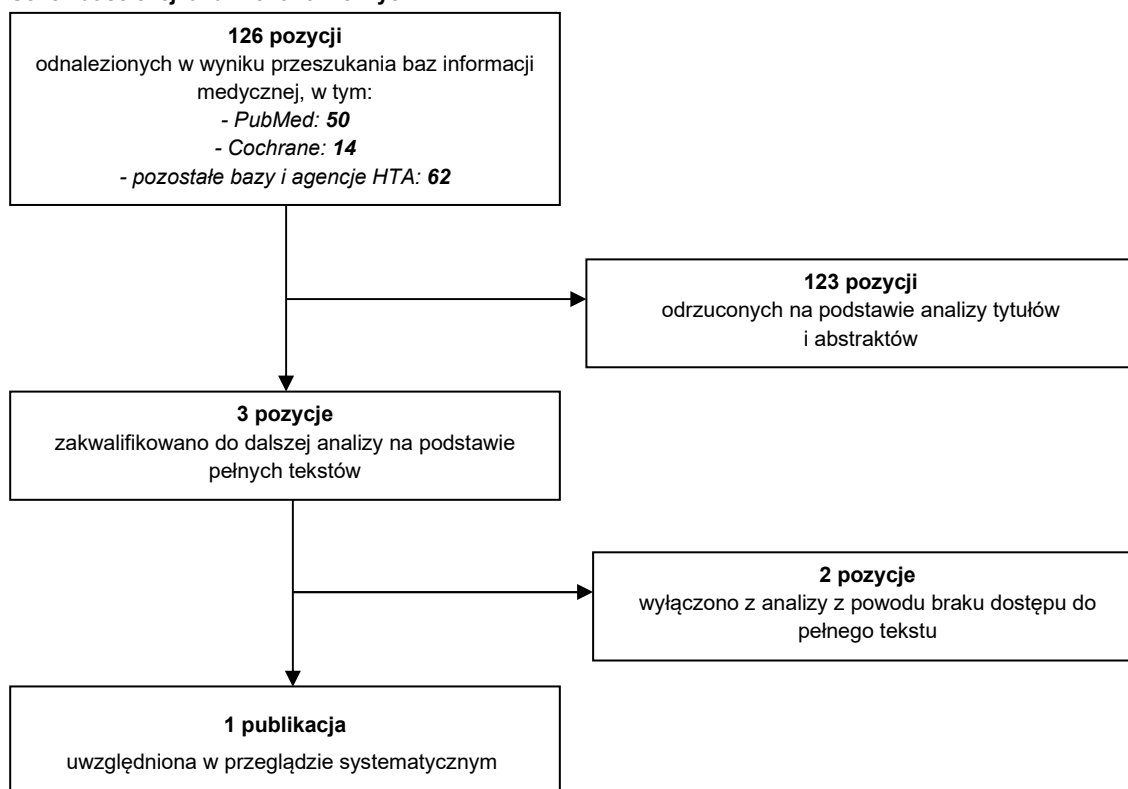 126 pozycji
odnalezionych w wyniku przeszukania baz informacji
medycznej, w tym:
- PubMed: 50
- Cochrane: 14
- pozostałe bazy i agencje HTA: 62
123 pozycji
odrzuconych na podstawie analizy tytułów
i abstraktów
3 pozycje
zakwalifikowano do dalszej analizy na podstawie
pełnych tekstów
2 pozycje
wyłączono z analizy z powodu braku dostępu do
pełnego tekstu
1 publikacja
uwzględniona w przeglądzie systematycznym